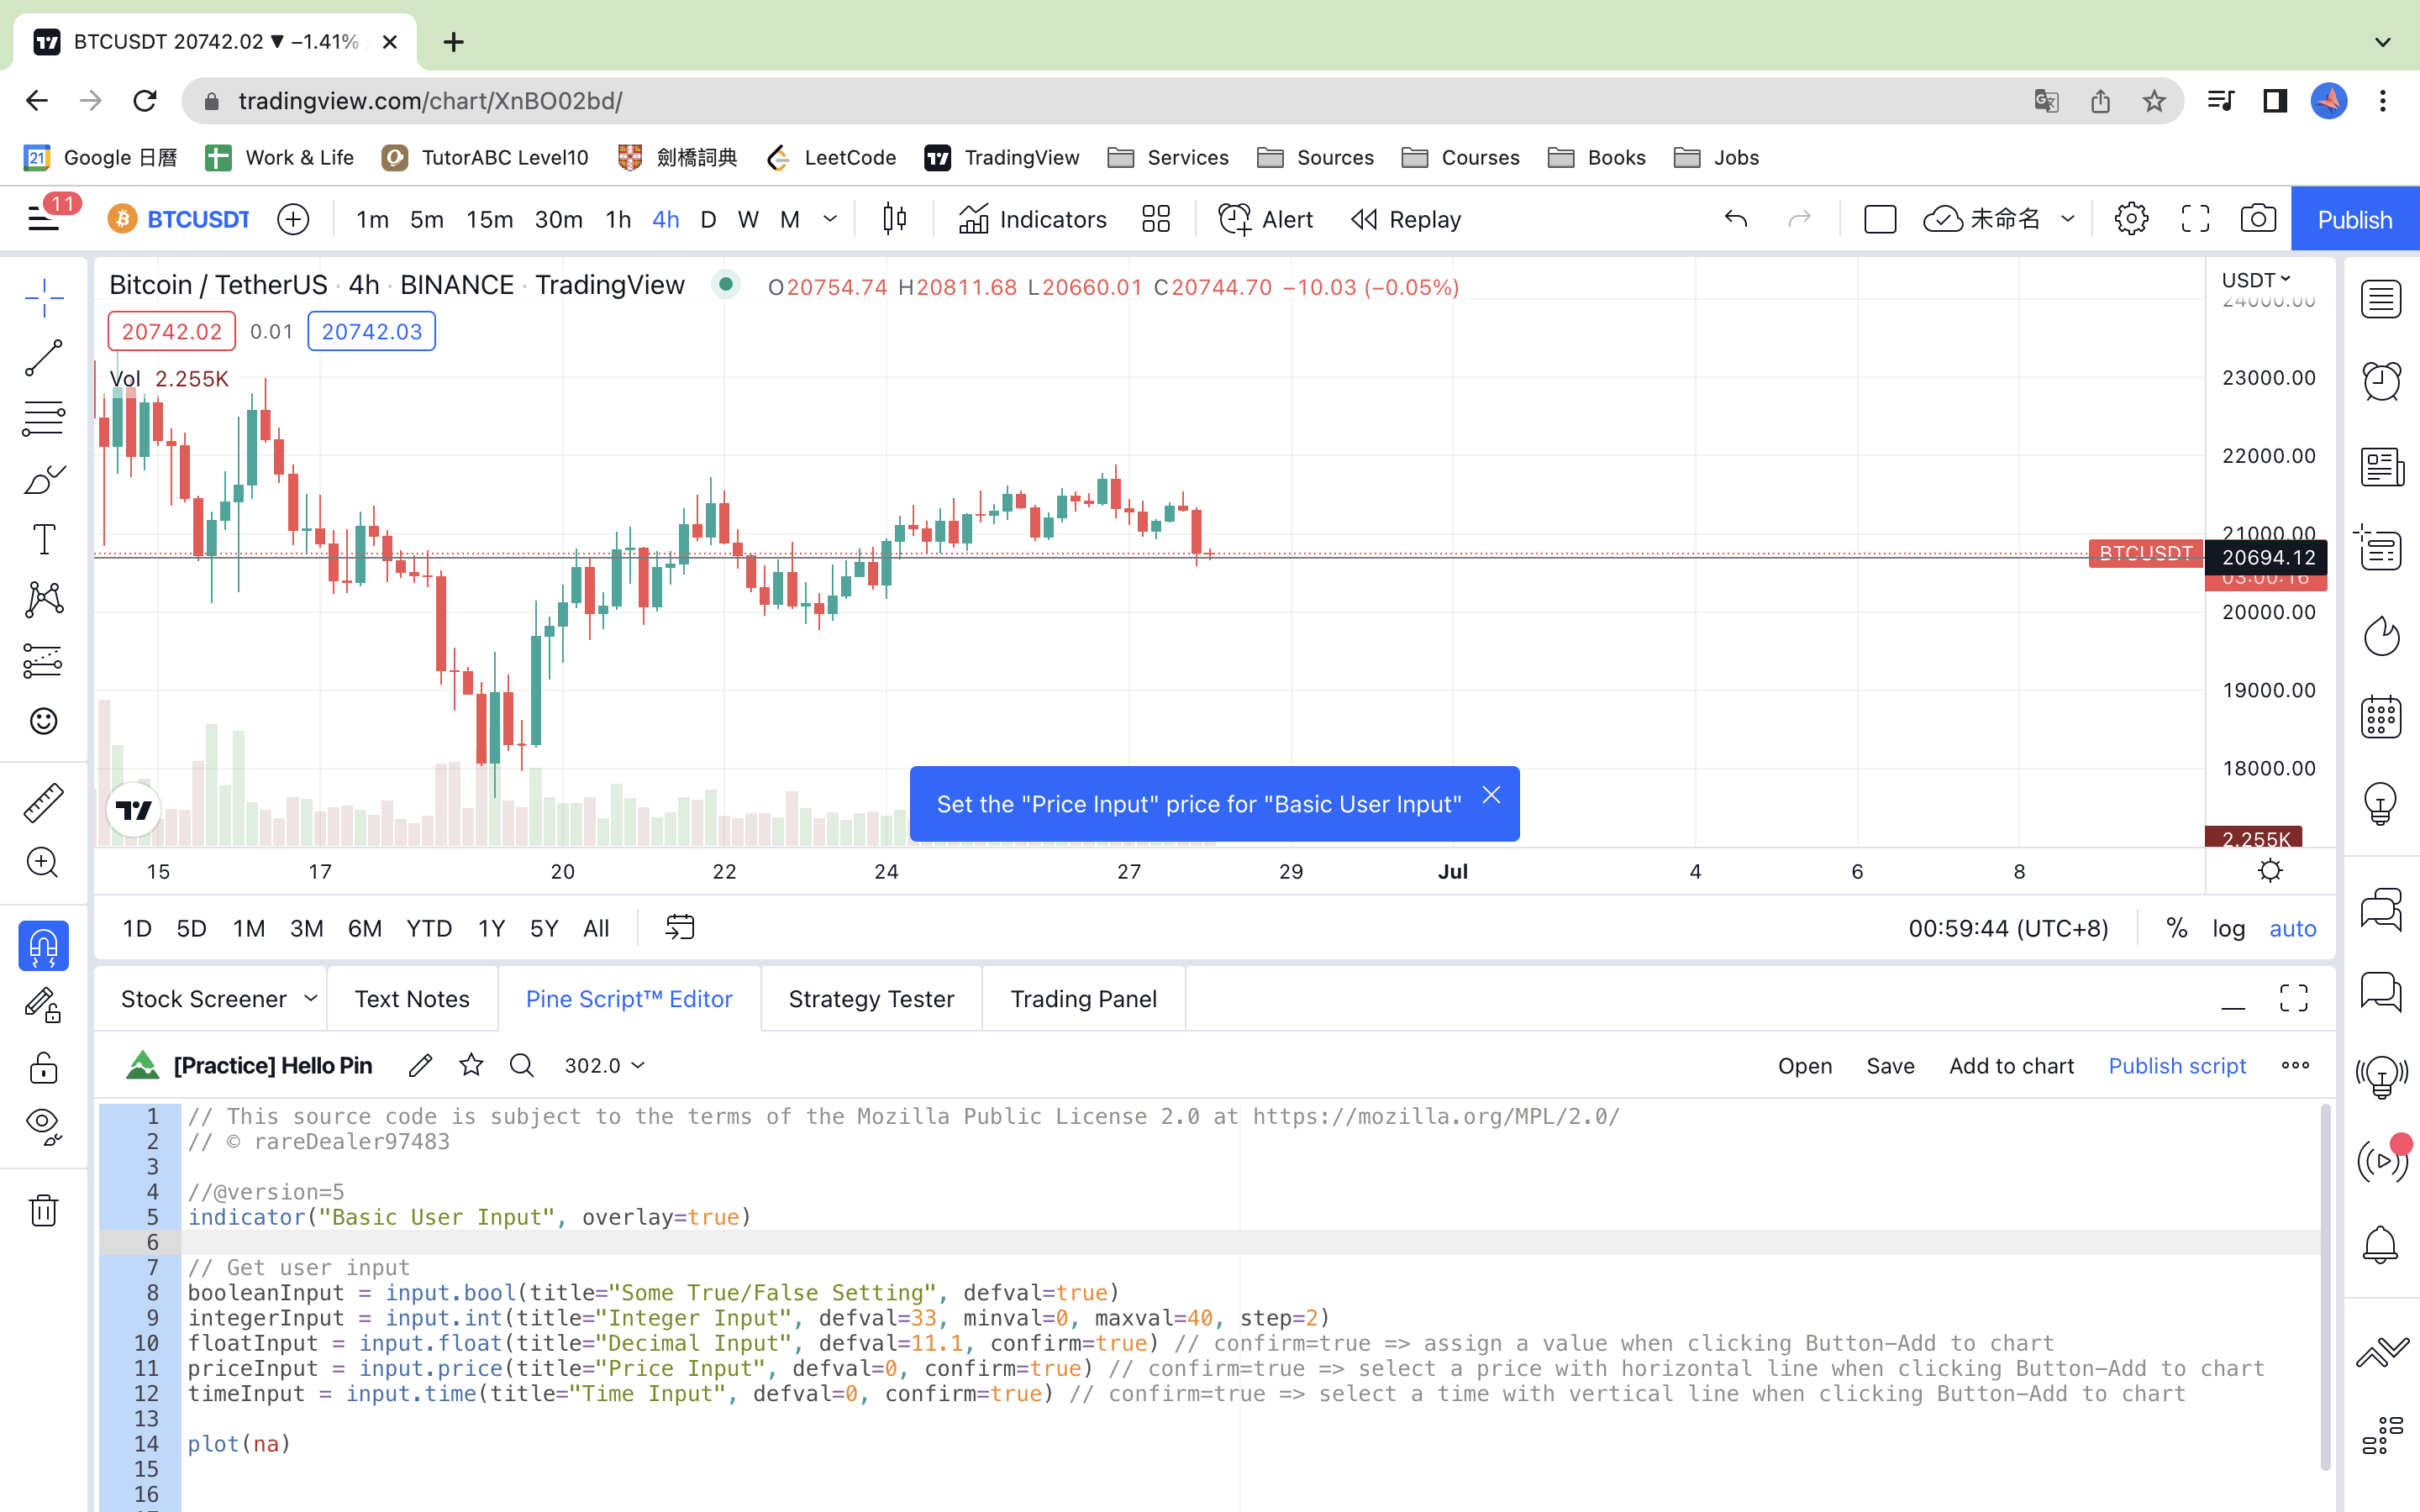 BTCUSDT 20742.02 ▼ −1.41%
tradingview.com/chart/XnBO02bd/
21 Google 日曆 Work & Life TutorABC Level10 劍橋詞典 LeetCode TradingView Services Sources Courses Books Jobs
11 BTCUSDT 1m 5m 15m 30m 1h 4h D W M Indicators Alert Replay 未命名 Publish
Bitcoin / TetherUS · 4h · BINANCE · TradingView O20754.74 H20811.68 L20660.01 C20744.70 −10.03 (−0.05%)
USDT
24000.00
20742.02 0.01 20742.03
Vol 2.255K
23000.00
22000.00
21000.00
BTCUSDT 20694.12
03:00:16
20000.00
19000.00
18000.00
Set the "Price Input" price for "Basic User Input"
2.255K
15 17 20 22 24 27 29 Jul 4 6 8
1D 5D 1M 3M 6M YTD 1Y 5Y All 00:59:44 (UTC+8) % log auto
Stock Screener Text Notes Pine Script™ Editor Strategy Tester Trading Panel
[Practice] Hello Pin 302.0 Open Save Add to chart Publish script
1 // This source code is subject to the terms of the Mozilla Public License 2.0 at https://mozilla.org/MPL/2.0/
2 // © rareDealer97483
3
4 //@version=5
5 indicator("Basic User Input", overlay=true)
6
7 // Get user input
8 booleanInput = input.bool(title="Some True/False Setting", defval=true)
9 integerInput = input.int(title="Integer Input", defval=33, minval=0, maxval=40, step=2)
10 floatInput = input.float(title="Decimal Input", defval=11.1, confirm=true) // confirm=true => assign a value when clicking Button-Add to chart
11 priceInput = input.price(title="Price Input", defval=0, confirm=true) // confirm=true => select a price with horizontal line when clicking Button-Add to chart
12 timeInput = input.time(title="Time Input", defval=0, confirm=true) // confirm=true => select a time with vertical line when clicking Button-Add to chart
13
14 plot(na)
15
16